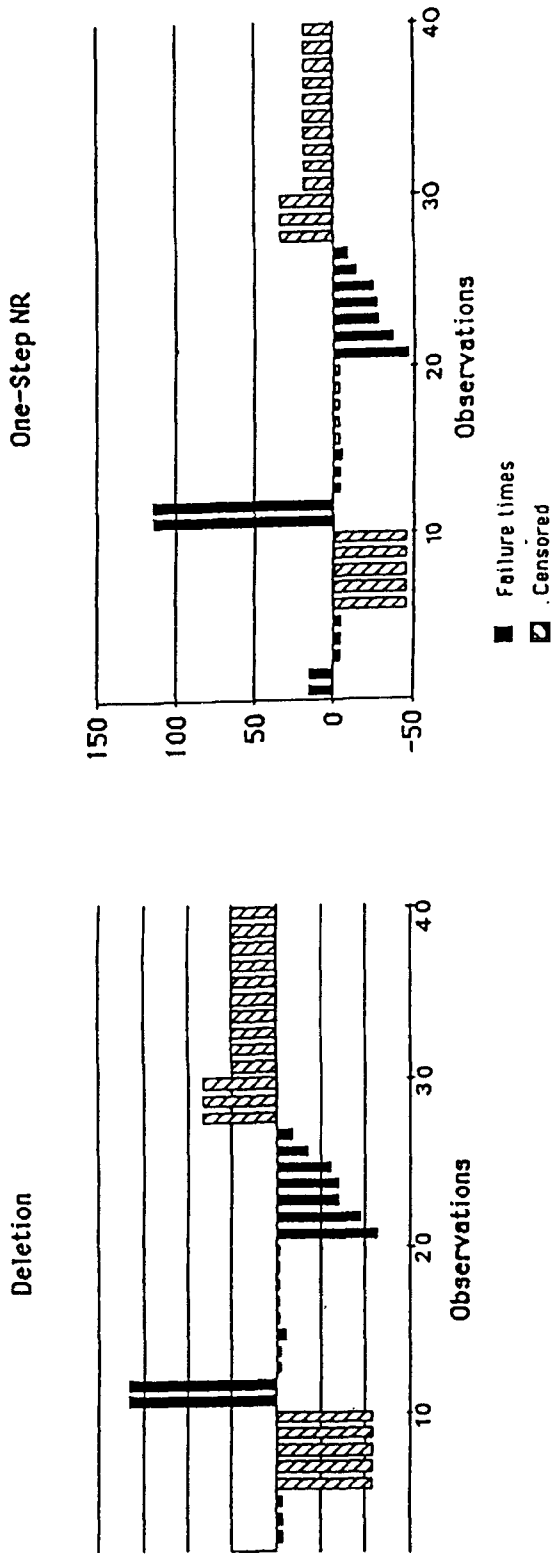 Deletion
10
20
30
40
Observations
One-Step NR
150
100
50
0
-50
10
20
30
40
Observations
Failure times
. Censored